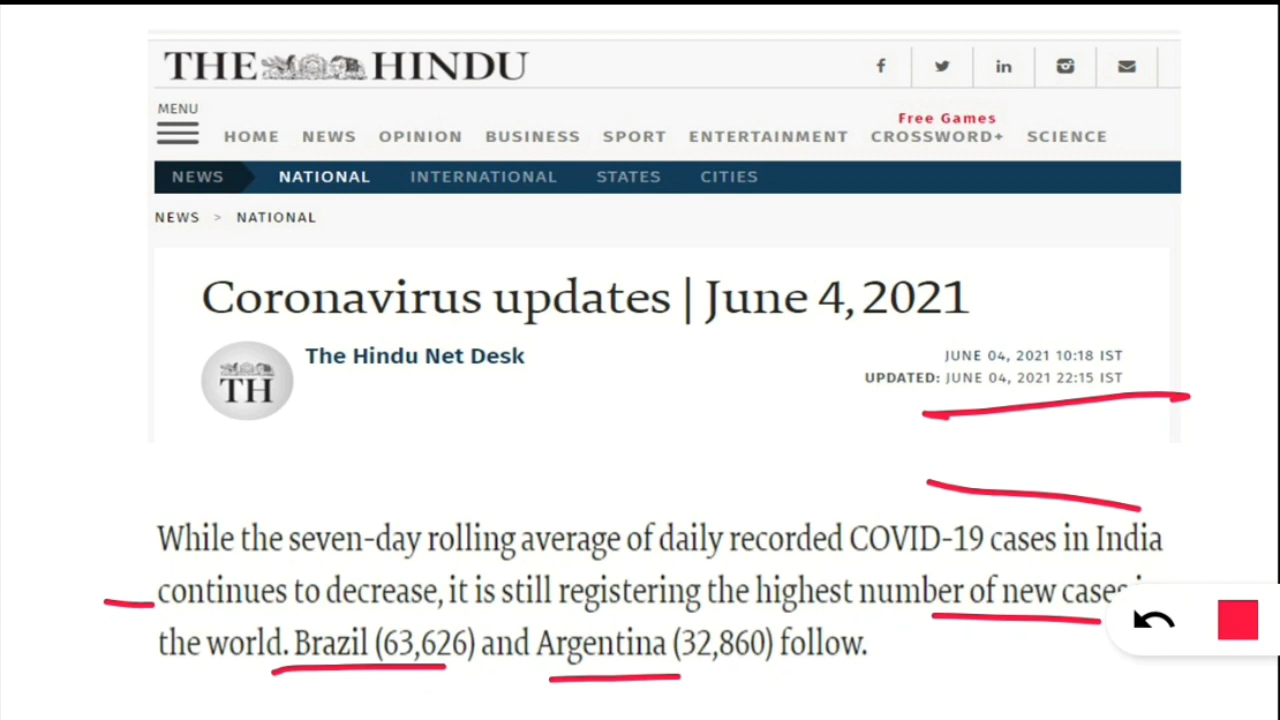 THE HINDU
MENU
HOME NEWS OPINION BUSINESS SPORT ENTERTAINMENT Free Games CROSSWORD+ SCIENCE
NEWS NATIONAL INTERNATIONAL STATES CITIES
NEWS > NATIONAL
Coronavirus updates | June 4, 2021
TH
The Hindu Net Desk
JUNE 04, 2021 10:18 IST
UPDATED: JUNE 04, 2021 22:15 IST
While the seven-day rolling average of daily recorded COVID-19 cases in India
continues to decrease, it is still registering the highest number of new cases
the world. Brazil (63,626) and Argentina (32,860) follow.